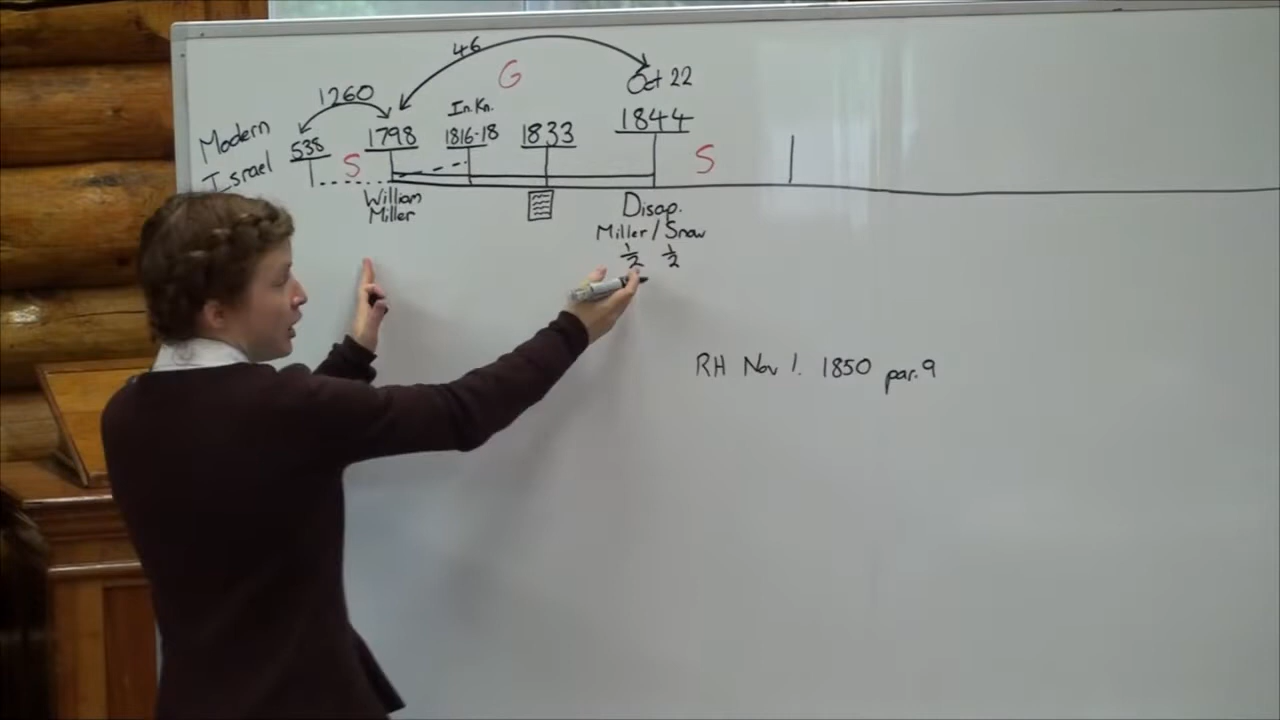 46
G
Oct 22
1260
In. Kn.
Modern
Israel
538
1798
1816-18
1833
1844
S
S
William
Miller
Disap.
Miller / Snow
1/2 1/2
RH Nov 1. 1850 par. 9